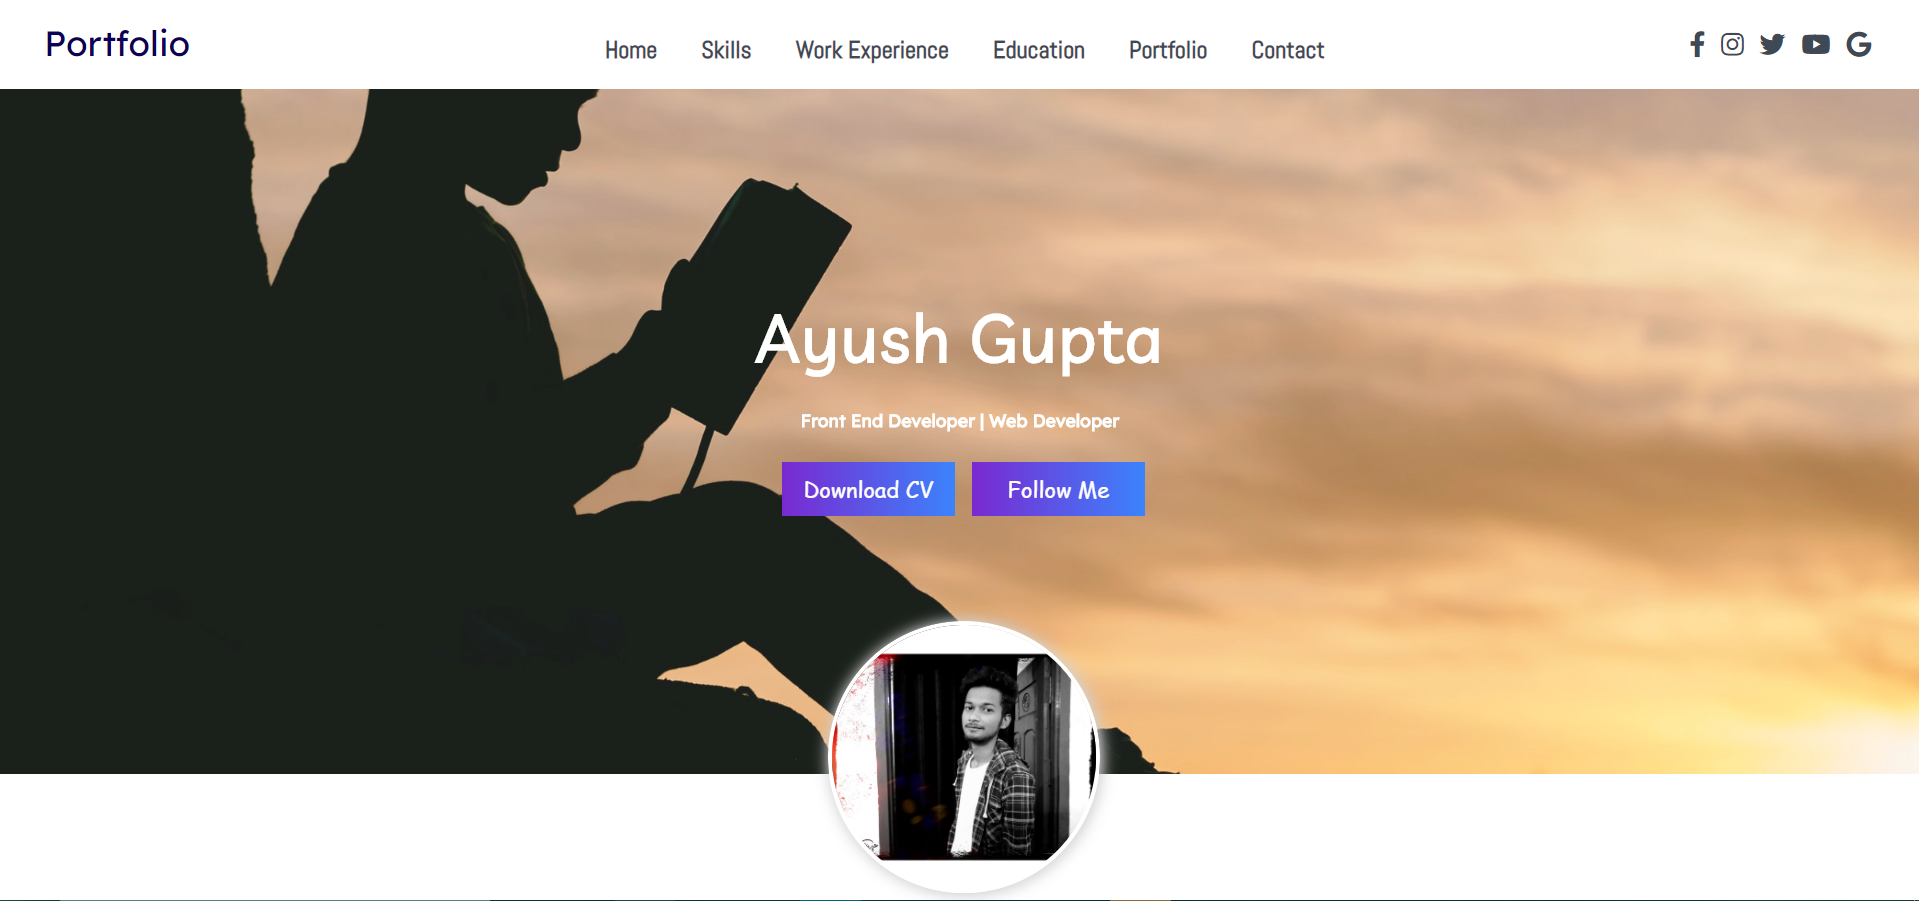 Portfolio
Home Skills Work Experience Education Portfolio Contact
Ayush Gupta
Front End Developer | Web Developer
Download CV Follow Me